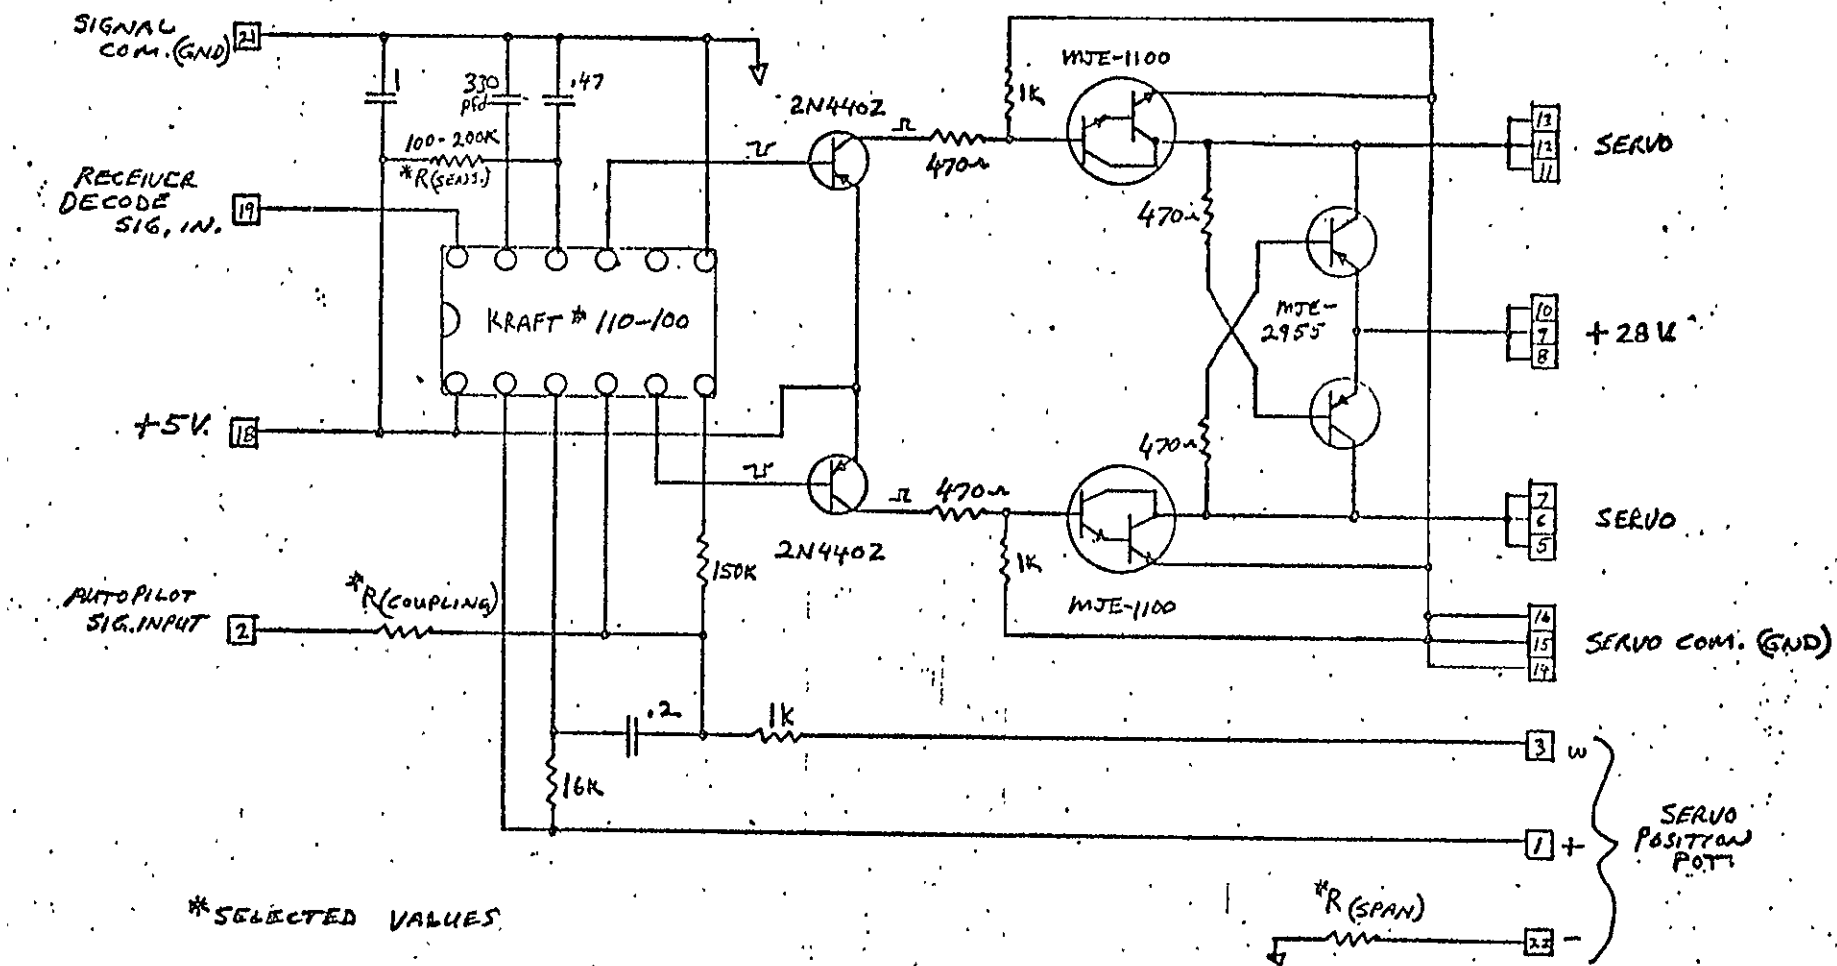 SIGNAL
COM. (GND)
21
1
330
pfd
.47
100-200K
*R(SENS.)
RECEIVER
DECODE
SIG, IN.
19
KRAFT # 110-100
+5V.
18
2N4402
470Ω
1K
MJE-1100
13
12
11
SERVO
470Ω
MJE-
2955
10
9
8
+28V
470Ω
2N4402
470Ω
1K
MJE-1100
7
6
5
SERVO
150K
AUTOPILOT
SIG. INPUT
2
*R(COUPLING)
16
15
14
SERVO COM. (GND)
.2
1K
3
W
16K
1
+
SERVO
POSITION
POT.
*R(SPAN)
22
-
*SELECTED VALUES